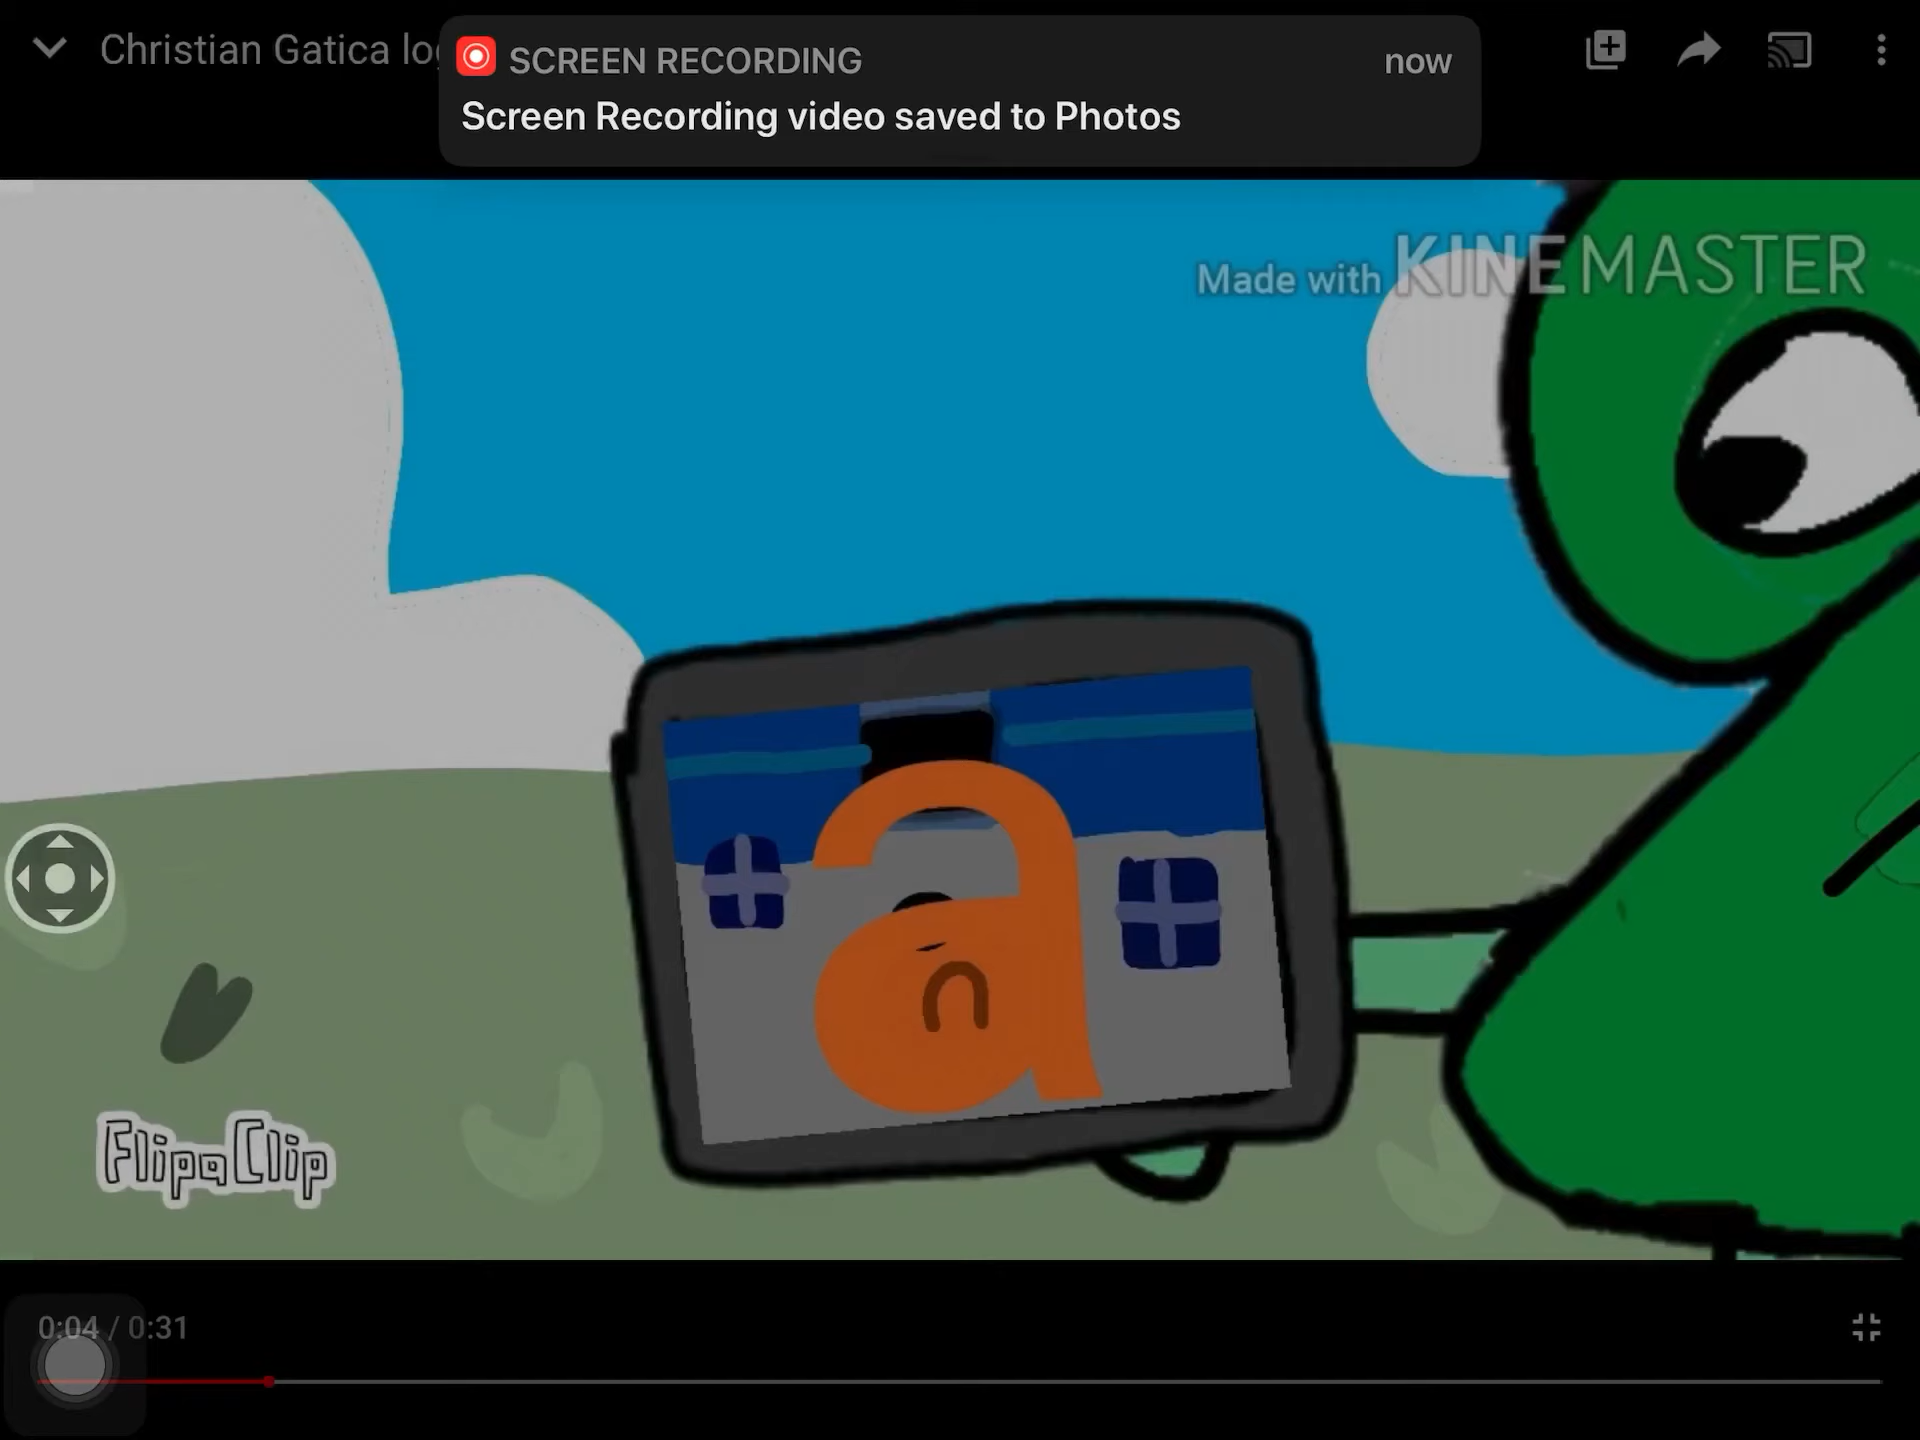 Christian Gatica
SCREEN RECORDING
now
Screen Recording video saved to Photos
Made with KINEMASTER
a
FlipaClip
0:04 / 0:31